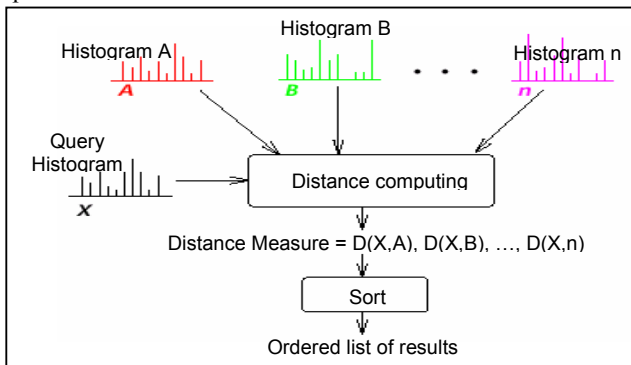 Histogram A
Histogram B
Histogram n
A
B
. . .
n
Query
Histogram
X
Distance computing
Distance Measure = D(X,A), D(X,B), …, D(X,n)
Sort
Ordered list of results